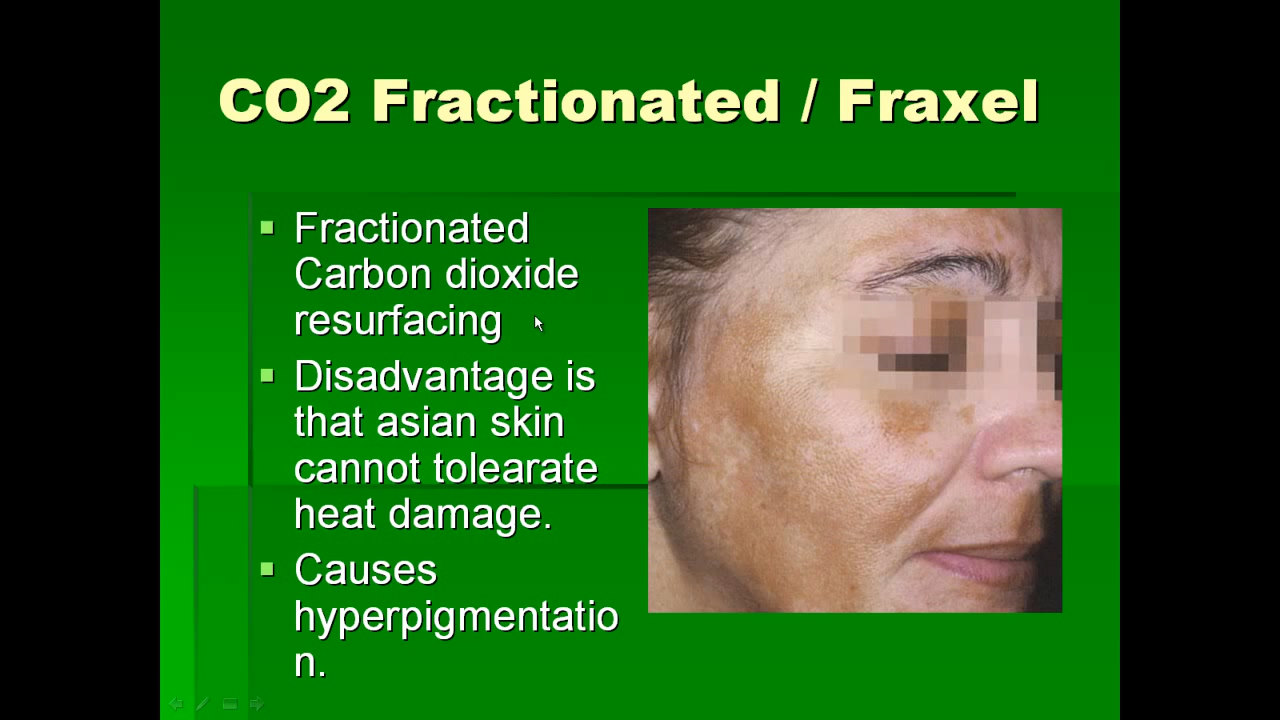 CO2 Fractionated / Fraxel
Fractionated
Carbon dioxide
resurfacing
Disadvantage is
that asian skin
cannot tolearate
heat damage.
Causes
hyperpigmentatio
n.